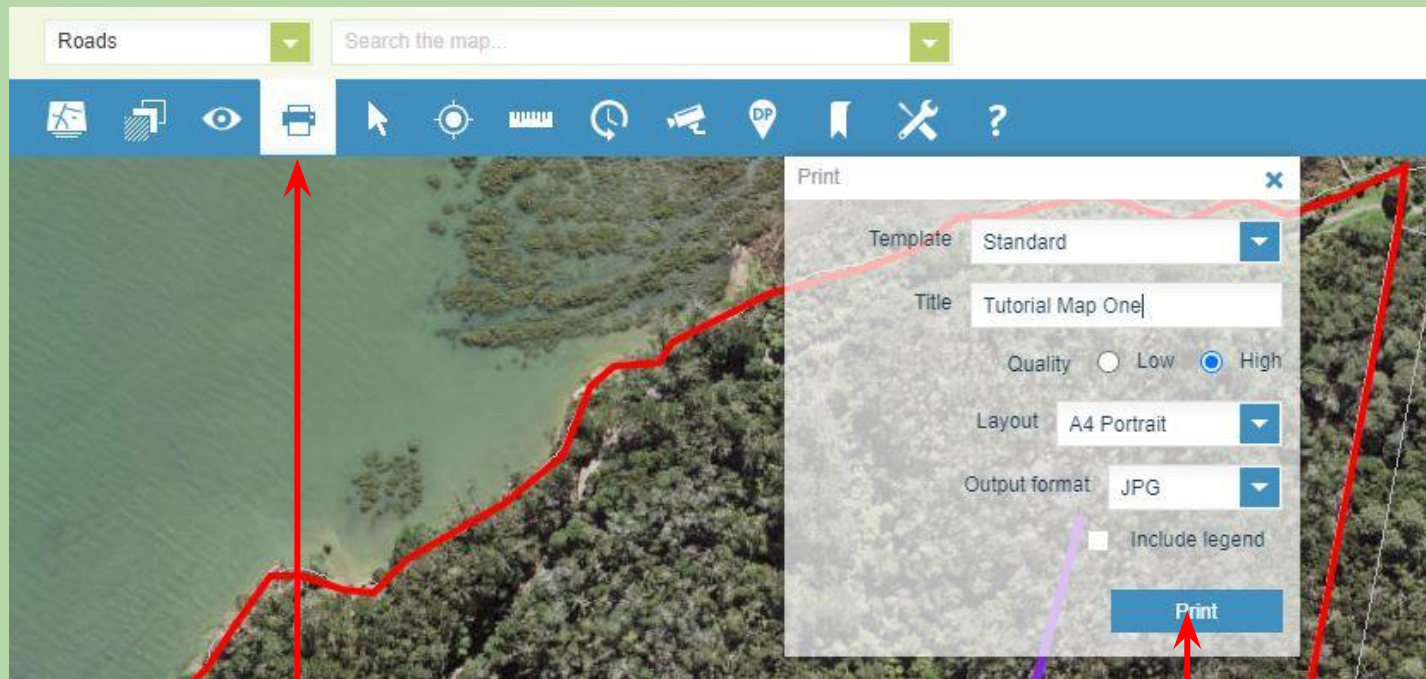 Roads
Search the map...
DP
?
Print
Template Standard
Title Tutorial Map One
Quality Low High
Layout A4 Portrait
Output format JPG
Include legend
Print